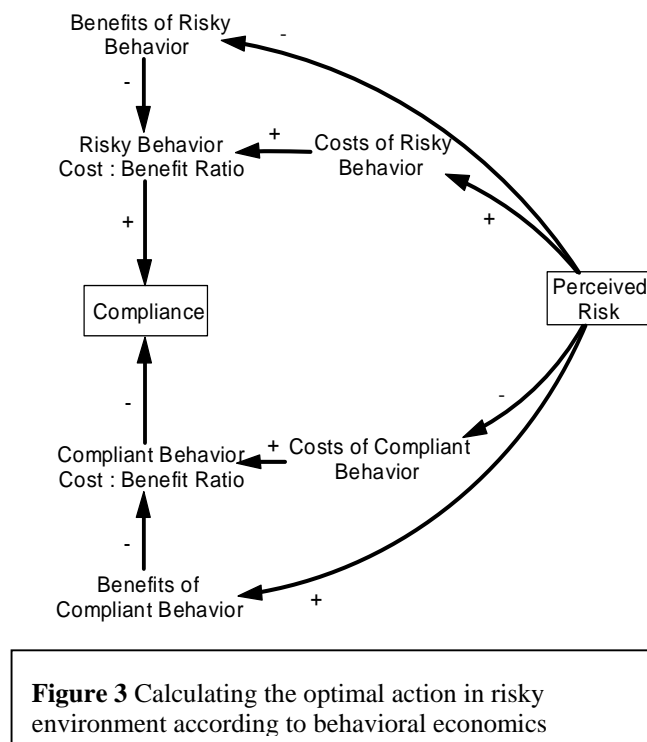 Benefits of Risky
Behavior
-
-
Risky Behavior
Cost : Benefit Ratio
+
Costs of Risky
Behavior
+
+
Compliance
Perceived
Risk
-
-
Compliant Behavior
Cost : Benefit Ratio
+
Costs of Compliant
Behavior
-
Benefits of
Compliant Behavior
+
Figure 3 Calculating the optimal action in risky
environment according to behavioral economics